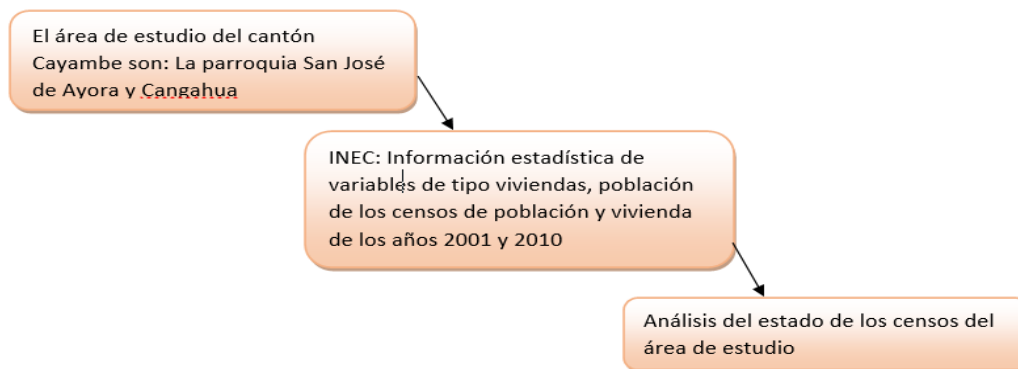 El área de estudio del cantón
Cayambe son: La parroquia San José
de Ayora y Cangahua
INEC: Información estadística de
variables de tipo viviendas, población
de los censos de población y vivienda
de los años 2001 y 2010
Análisis del estado de los censos del
área de estudio